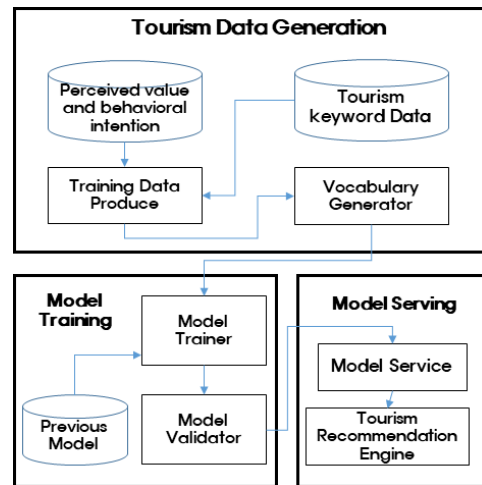 Tourism Data Generation
Perceived value
and behavioral
intention
Tourism
keyword Data
Training Data
Produce
Vocabulary
Generator
Model
Training
Model
Trainer
Previous
Model
Model
Validator
Model Serving
Model Service
Tourism
Recommendation
Engine